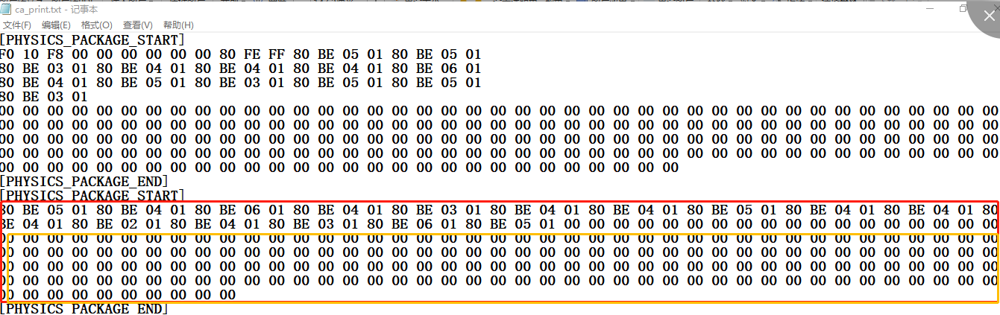 ca_print.txt - 记事本
文件(F) 编辑(E) 格式(O) 查看(V) 帮助(H)
[PHYSICS_PACKAGE_START]
F0 10 F8 00 00 00 00 00 00 80 FE FF 80 BE 05 01 80 BE 05 01
80 BE 03 01 80 BE 04 01 80 BE 04 01 80 BE 04 01 80 BE 06 01
80 BE 04 01 80 BE 05 01 80 BE 03 01 80 BE 05 01 80 BE 05 01
80 BE 03 01
00 00 00 00 00 00 00 00 00 00 00 00 00 00 00 00 00 00 00 00 00 00 00 00 00 00 00 00 00 00 00 00 00 00 00 00 00 00 00 00 00
00 00 00 00 00 00 00 00 00 00 00 00 00 00 00 00 00 00 00 00 00 00 00 00 00 00 00 00 00 00 00 00 00 00 00 00 00 00 00 00 00
00 00 00 00 00 00 00 00 00 00 00 00 00 00 00 00 00 00 00 00 00 00 00 00 00 00 00 00 00 00 00 00 00 00 00 00 00 00 00 00 00
00 00 00 00 00 00 00 00 00 00 00 00 00 00 00 00 00 00 00 00 00 00 00 00 00 00 00 00 00 00 00 00 00 00 00 00 00 00 00 00 00
00 00 00 00 00 00 00 00 00 00 00 00 00 00 00 00 00 00 00 00 00 00 00 00 00 00 00 00
[PHYSICS_PACKAGE_END]
[PHYSICS_PACKAGE_START]
80 BE 05 01 80 BE 04 01 80 BE 06 01 80 BE 04 01 80 BE 03 01 80 BE 04 01 80 BE 04 01 80 BE 05 01 80 BE 04 01 80 BE 04 01 80
BE 04 01 80 BE 02 01 80 BE 04 01 80 BE 03 01 80 BE 06 01 80 BE 05 01 00 00 00 00 00 00 00 00 00 00 00 00 00 00 00 00 00 00
00 00 00 00 00 00 00 00 00 00 00 00 00 00 00 00 00 00 00 00 00 00 00 00 00 00 00 00 00 00 00 00 00 00 00 00 00 00 00 00 00
00 00 00 00 00 00 00 00 00 00 00 00 00 00 00 00 00 00 00 00 00 00 00 00 00 00 00 00 00 00 00 00 00 00 00 00 00 00 00 00 00
00 00 00 00 00 00 00 00 00 00 00 00 00 00 00 00 00 00 00 00 00 00 00 00 00 00 00 00 00 00 00 00 00 00 00 00 00 00 00 00 00
00 00 00 00 00 00 00 00 00 00 00 00 00 00 00 00 00 00 00 00 00 00 00 00 00 00 00 00 00 00 00 00 00 00 00 00 00 00 00 00 00
00 00 00 00 00 00 00 00 00 00
[PHYSICS_PACKAGE_END]